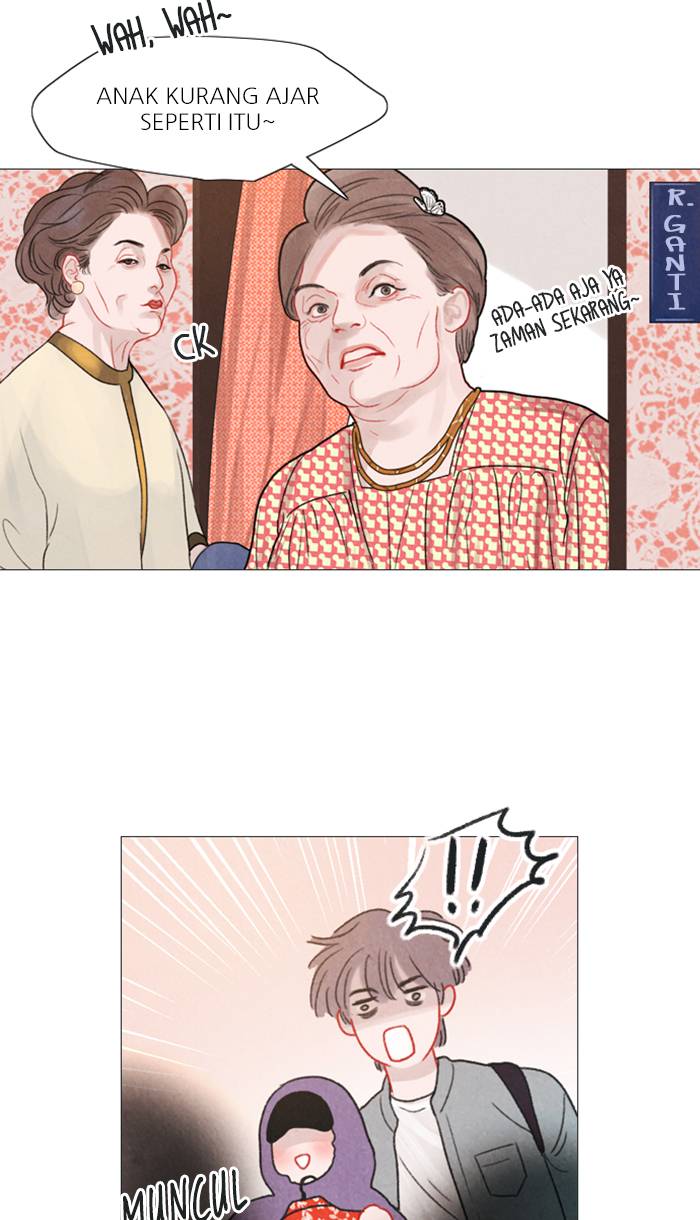 WAH, WAH~
ANAK KURANG AJAR
SEPERTI ITU~
R. GANTI
ADA-ADA AJA YA
ZAMAN SEKARANG~
CK
!!
MUNCUL